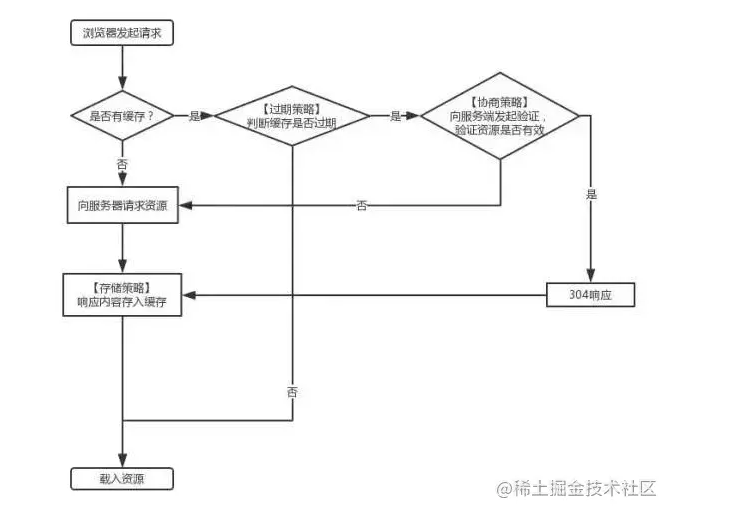 浏览器发起请求
是否有缓存？
是
【过期策略】
判断缓存是否过期
是
【协商策略】
向服务端发起验证，
验证资源是否有效
否
是
向服务器请求资源
否
【存储策略】
响应内容存入缓存
304响应
否
载入资源
@稀土掘金技术社区